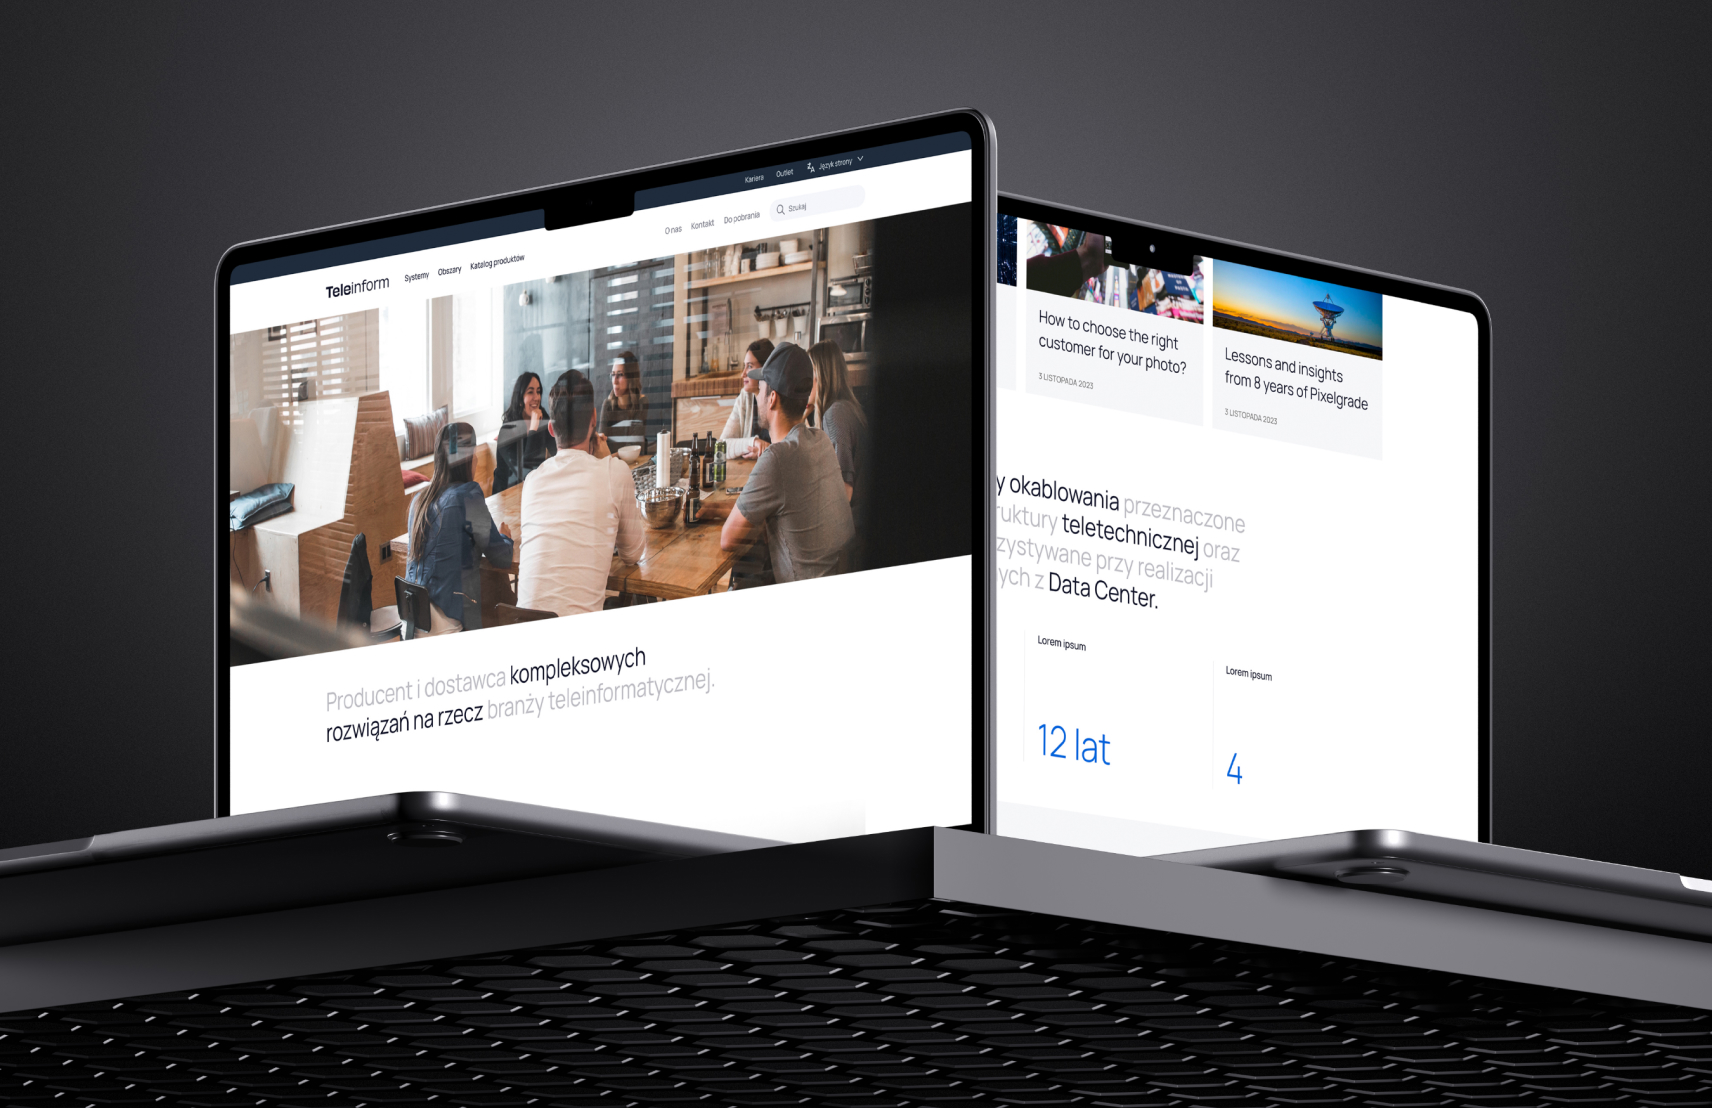 Kariera Outlet Język strony
O nas Kontakt Do pobrania Szukaj
Teleinform Systemy Obszary Katalog produktów
Producent i dostawca kompleksowych
rozwiązań na rzecz branży teleinformatycznej.
How to choose the right
customer for your photo?
3 LISTOPADA 2023
Lessons and insights
from 8 years of Pixelgrade
3 LISTOPADA 2023
y okablowania przeznaczone
ruktury teletechnicznej oraz
zystywane przy realizacji
ych z Data Center.
Lorem ipsum
12 lat
Lorem ipsum
4